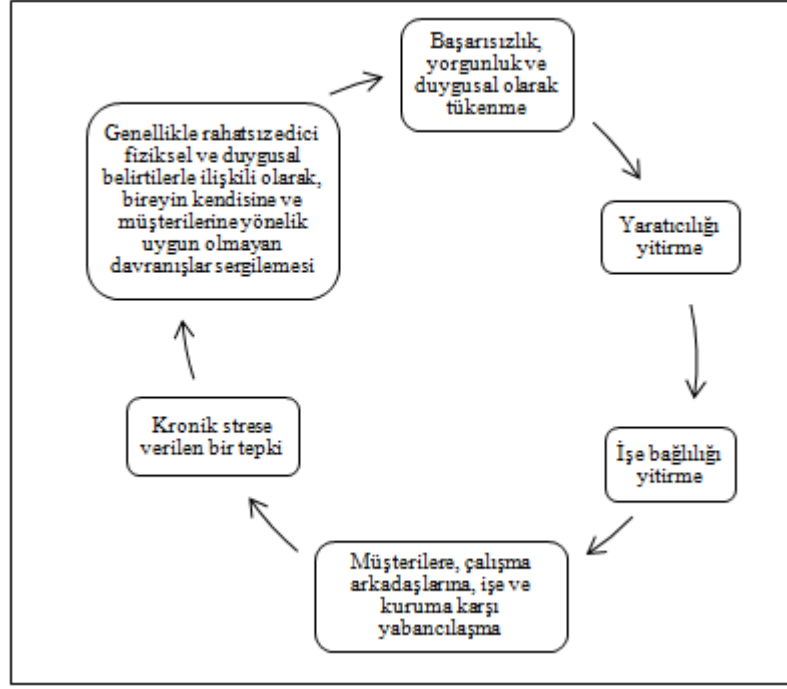 Başarısızlık,
yorgunluk ve
duygusal olarak
tükenme
Yaratıcılığı
yitirme
İşe bağlılığı
yitirme
Müşterilere, çalışma
arkadaşlarına, işe ve
kuruma karşı
yabancılaşma
Kronik strese
verilen bir tepki
Genellikle rahatsız edici
fiziksel ve duygusal
belirtilerle ilişkili olarak,
bireyin kendisine ve
müşterilerine yönelik
uygun olmayan
davranışlar sergilemesi